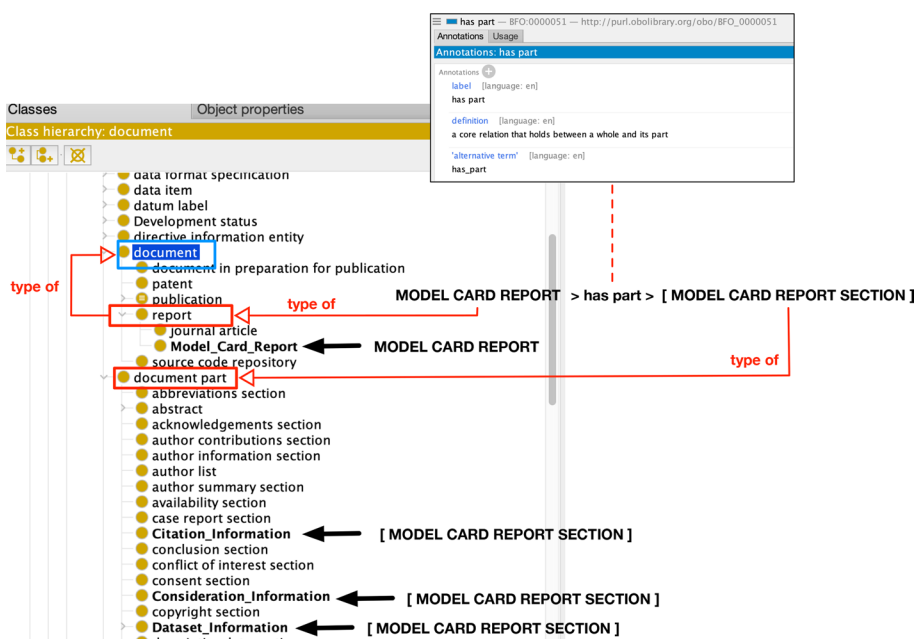 has part — BFO:0000051 — http://purl.obolibrary.org/obo/BFO_0000051
Annotations Usage
Annotations: has part
Annotations
label [language: en]
has part
definition [language: en]
a core relation that holds between a whole and its part
'alternative term' [language: en]
has_part
Classes Object properties
Class hierarchy: document
data format specification
data item
datum label
Development status
directive information entity
document
document in preparation for publication
patent
type of
publication
MODEL CARD REPORT > has part > [ MODEL CARD REPORT SECTION ]
type of
report
journal article
Model_Card_Report MODEL CARD REPORT
source code repository
type of
document part
abbreviations section
abstract
acknowledgements section
author contributions section
author information section
author list
author summary section
availability section
case report section
Citation_Information [ MODEL CARD REPORT SECTION ]
conclusion section
conflict of interest section
consent section
Consideration_Information [ MODEL CARD REPORT SECTION ]
copyright section
Dataset_Information [ MODEL CARD REPORT SECTION ]